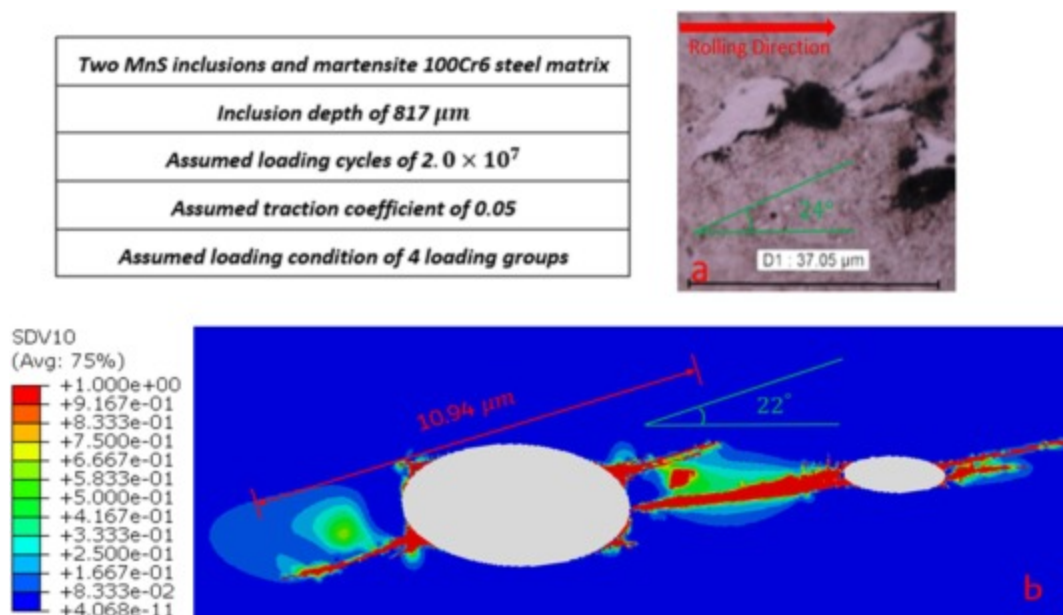 Two MnS inclusions and martensite 100Cr6 steel matrix
Inclusion depth of 817 μm
Assumed loading cycles of 2.0 × 10⁷
Assumed traction coefficient of 0.05
Assumed loading condition of 4 loading groups
Rolling Direction
24°
a
D1 : 37.05 μm
SDV10
(Avg: 75%)
+1.000e+00
+9.167e-01
+8.333e-01
+7.500e-01
+6.667e-01
+5.833e-01
+5.000e-01
+4.167e-01
+3.333e-01
+2.500e-01
+1.667e-01
+8.333e-02
+4.068e-11
10.94 μm
22°
b